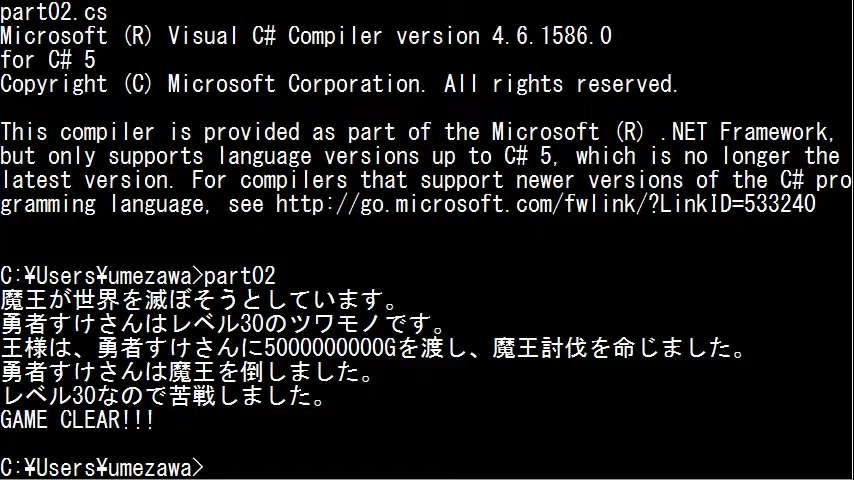 part02.cs
Microsoft (R) Visual C# Compiler version 4.6.1586.0
for C# 5
Copyright (C) Microsoft Corporation. All rights reserved.
This compiler is provided as part of the Microsoft (R) .NET Framework,
but only supports language versions up to C# 5, which is no longer the
latest version. For compilers that support newer versions of the C# pro
gramming language, see http://go.microsoft.com/fwlink/?LinkID=533240
C:¥Users¥umezawa>part02
魔王が世界を滅ぼそうとしています。
勇者すけさんはレベル30のツワモノです。
王様は、勇者すけさんに5000000000Gを渡し、魔王討伐を命じました。
勇者すけさんは魔王を倒しました。
レベル30なので苦戦しました。
GAME CLEAR!!!
C:¥Users¥umezawa>